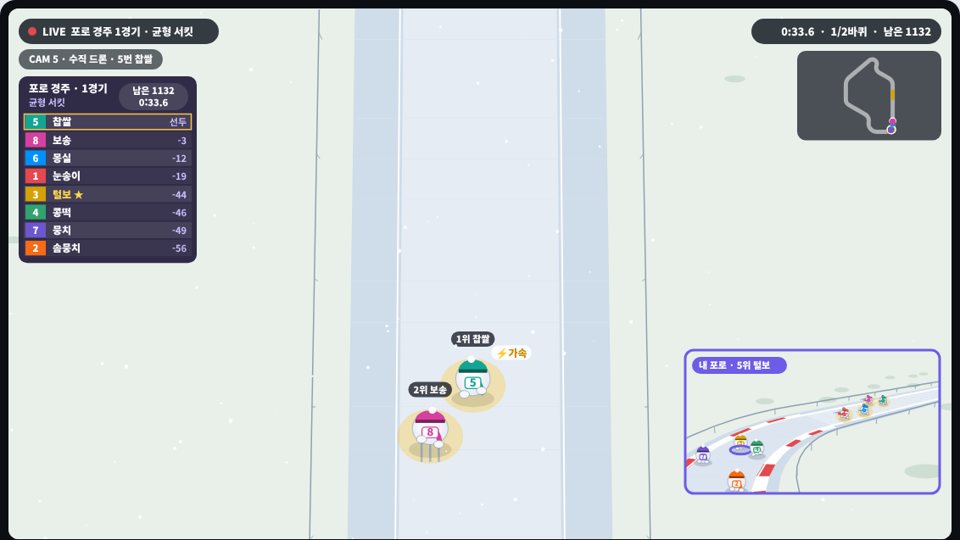 LIVE 포로 경주 1경기 · 균형 서킷
0:33.6 · 1/2바퀴 · 남은 1132
CAM 5 · 수직 드론 · 5번 찹쌀
포로 경주 · 1경기
균형 서킷
남은 1132
0:33.6
5 찹쌀 선두
8 보송 -3
6 몽실 -12
1 눈송이 -19
3 털보 ★ -44
4 콩떡 -46
7 뭉치 -49
2 솜뭉치 -56
1위 찹쌀
⚡가속
5
2위 보송
8
내 포로 · 5위 털보